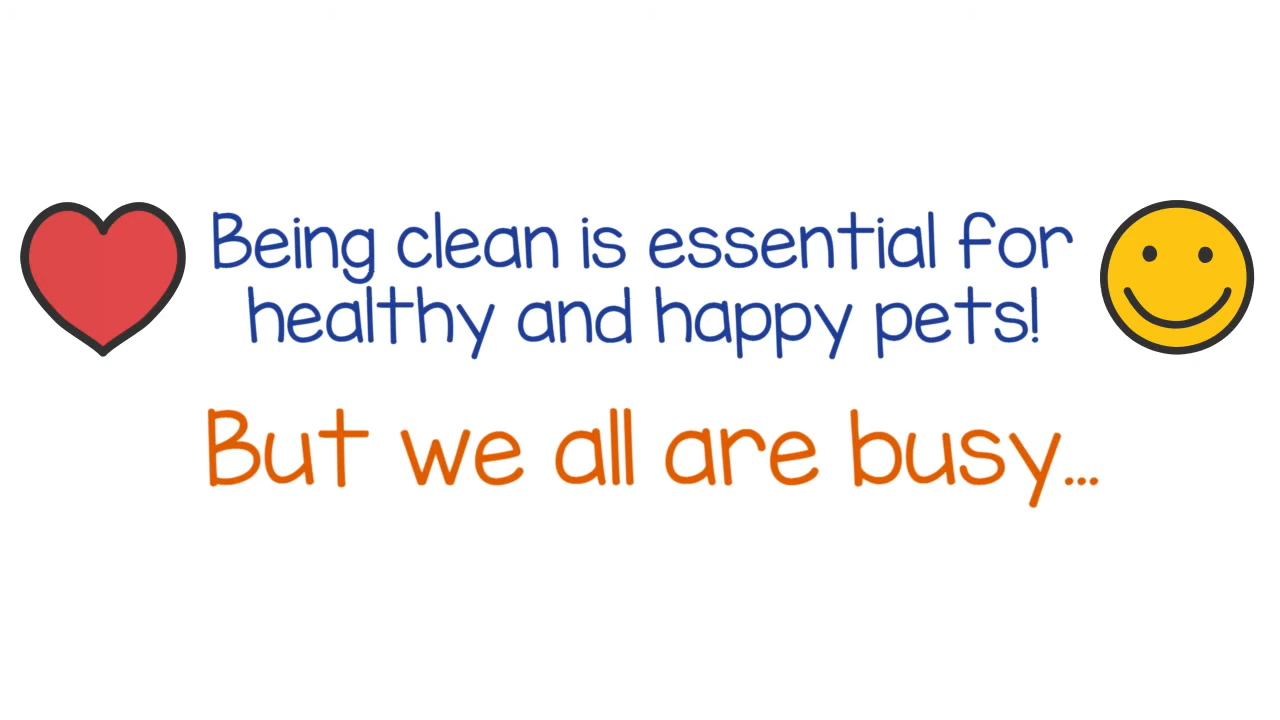 Being clean is essential for
healthy and happy pets!
But we all are busy...